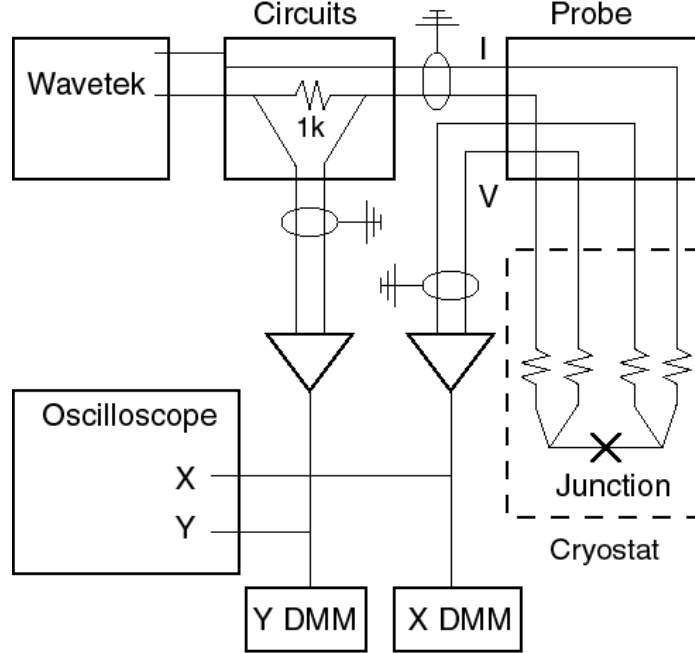 Circuits
Probe
Wavetek
I
1k
V
Oscilloscope
X
Y
Junction
Cryostat
Y DMM
X DMM